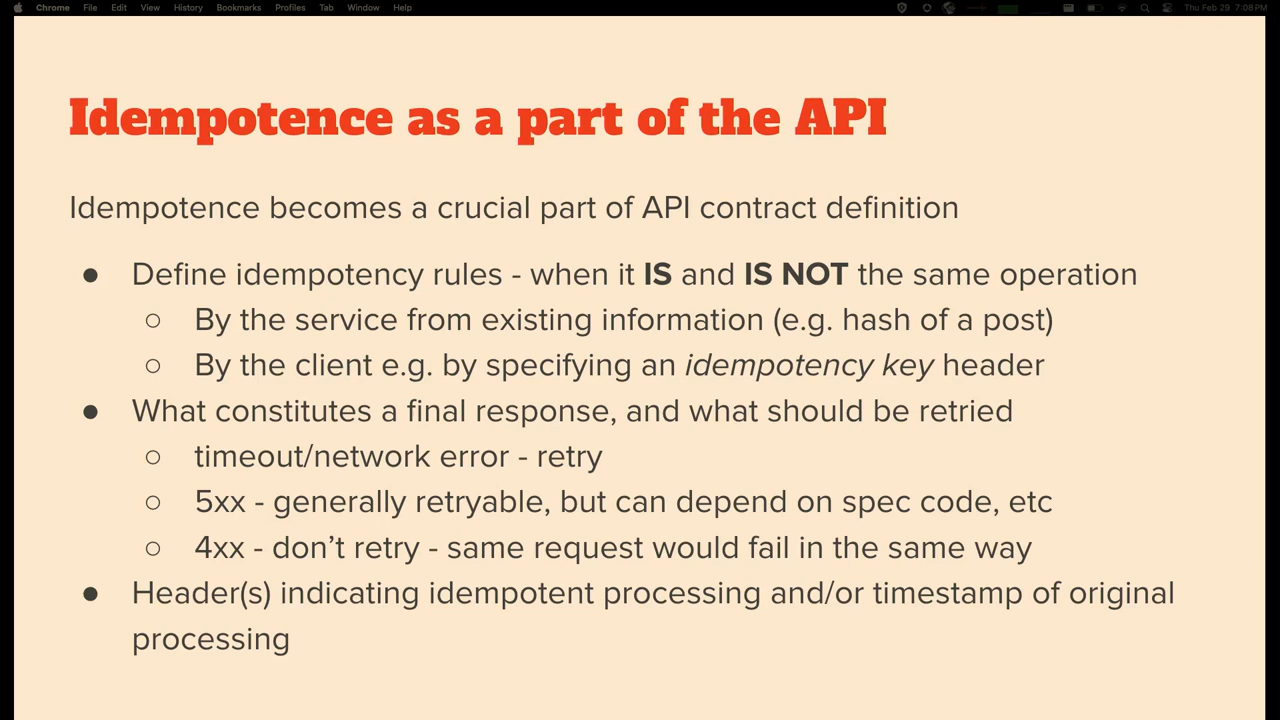 Chrome File Edit View History Bookmarks Profiles Tab Window Help Thu Feb 29 7:08 PM
Idempotence as a part of the API
Idempotence becomes a crucial part of API contract definition
● Define idempotency rules - when it IS and IS NOT the same operation
○ By the service from existing information (e.g. hash of a post)
○ By the client e.g. by specifying an idempotency key header
● What constitutes a final response, and what should be retried
○ timeout/network error - retry
○ 5xx - generally retryable, but can depend on spec code, etc
○ 4xx - don’t retry - same request would fail in the same way
● Header(s) indicating idempotent processing and/or timestamp of original
processing